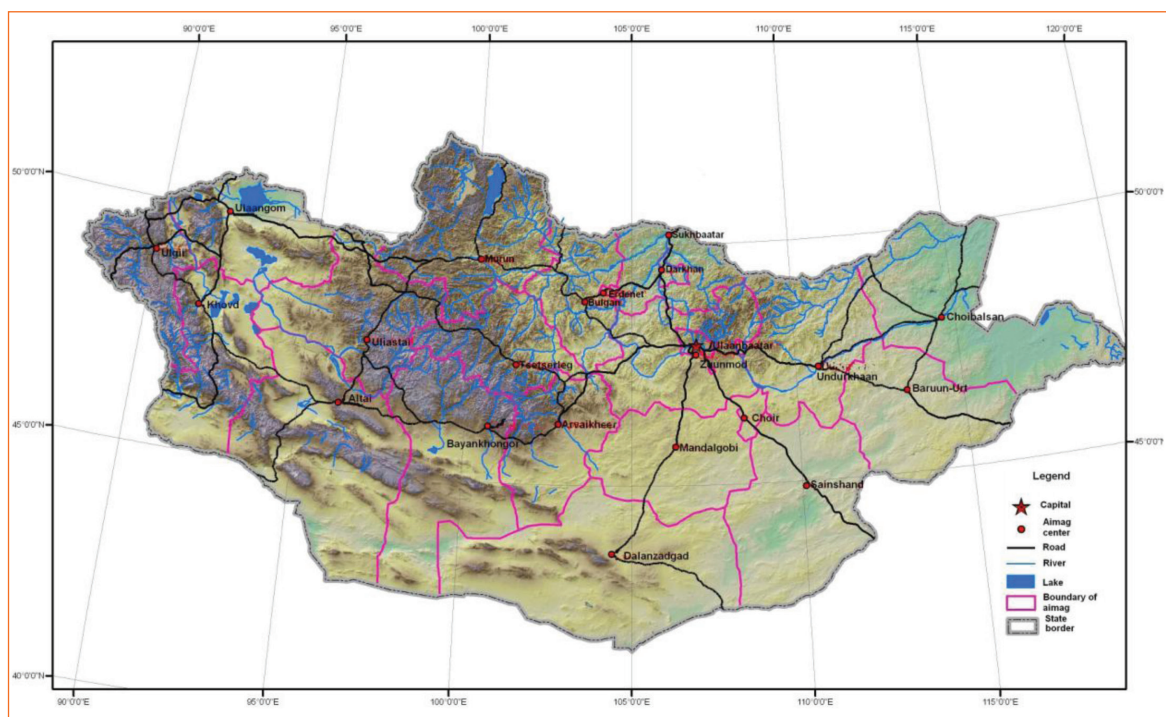 90°0'0"E 95°0'0"E 100°0'0"E 105°0'0"E 110°0'0"E 115°0'0"E 120°0'0"E
50°0'0"N
50°0'0"N
Ulaangom
Sukhbaatar
Ulgii
Murun
Darkhan
Erdenet
Bulgan
Khovd
Choibalsan
Uliastai
Ulaanbaatar
Zuunmod
Tsetserleg
Undurkhaan
Baruun-Urt
Altai
Choir
Arvaikheer
45°0'0"N
45°0'0"N
Bayankhongor
Mandalgobi
Sainshand
Dalanzadgad
Legend
Capital
Aimag
center
Road
River
Lake
Boundary of
aimag
State
border
40°0'0"N
90°0'0"E 95°0'0"E 100°0'0"E 105°0'0"E 110°0'0"E 115°0'0"E